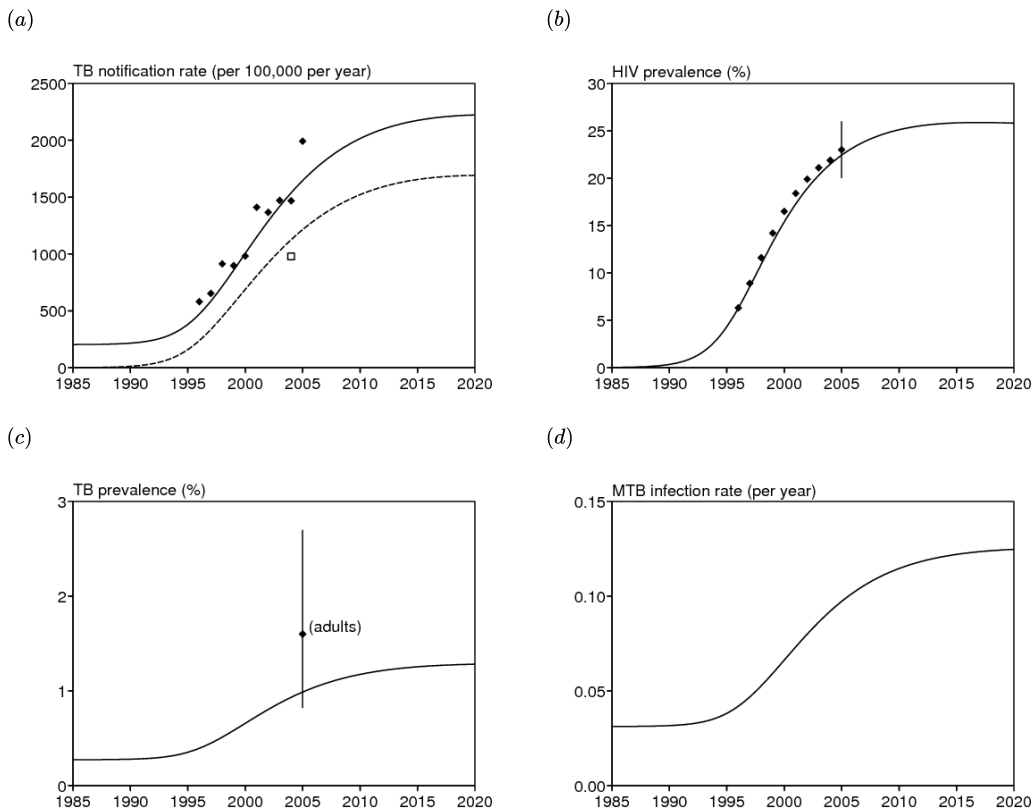 (a)
TB notification rate (per 100,000 per year)
2500
2000
1500
1000
500
0
1985 1990 1995 2000 2005 2010 2015 2020
(b)
HIV prevalence (%)
30
25
20
15
10
5
0
1985 1990 1995 2000 2005 2010 2015 2020
(c)
TB prevalence (%)
3
2
(adults)
1
0
1985 1990 1995 2000 2005 2010 2015 2020
(d)
MTB infection rate (per year)
0.15
0.10
0.05
0.00
1985 1990 1995 2000 2005 2010 2015 2020